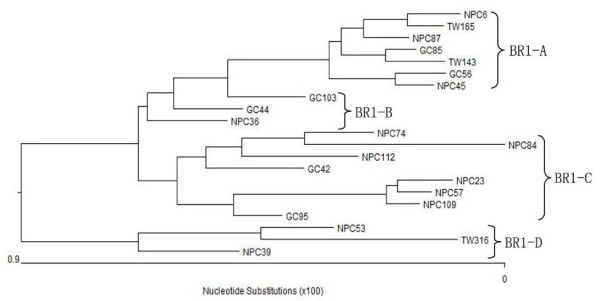 NPC6
TW165
NPC87
GC85
TW143
GC56
NPC45
BR1-A
GC103
GC44
NPC36
BR1-B
NPC74
NPC84
NPC112
GC42
NPC23
NPC57
NPC109
GC95
BR1-C
NPC53
TW316
NPC39
BR1-D
0.9
0
Nucleotide Substitutions (x100)